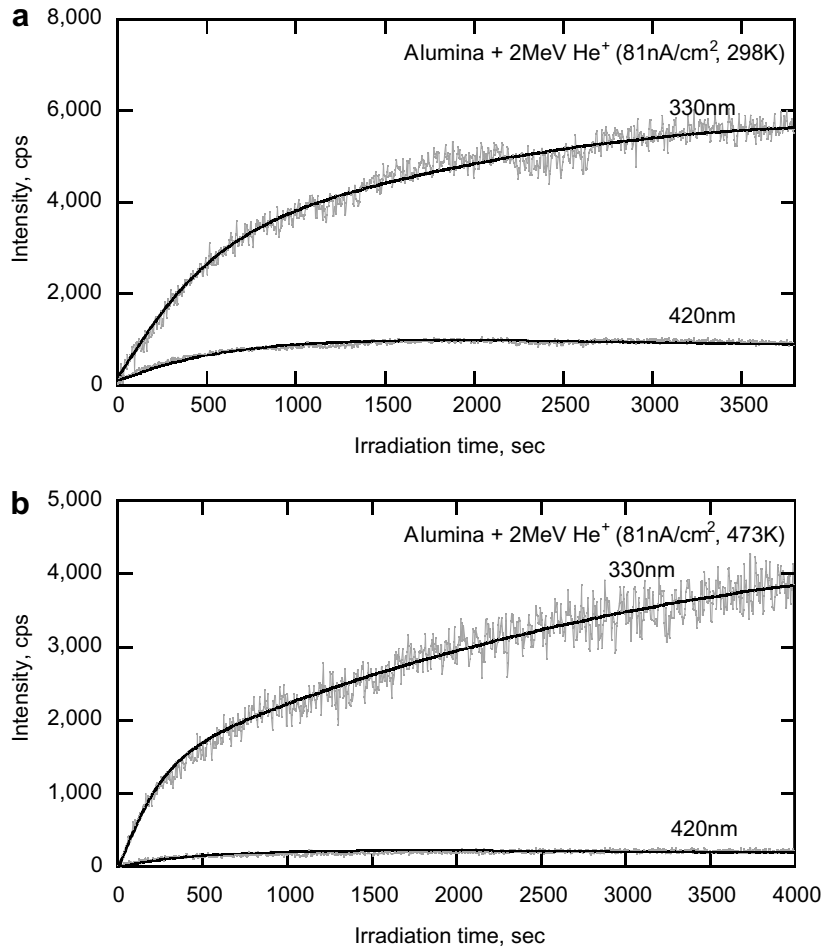 a
8,000
Alumina + 2MeV He⁺ (81nA/cm², 298K)
6,000
330nm
Intensity, cps
4,000
2,000
420nm
0
0 500 1000 1500 2000 2500 3000 3500
Irradiation time, sec
b
5,000
Alumina + 2MeV He⁺ (81nA/cm², 473K)
4,000
330nm
3,000
Intensity, cps
2,000
1,000
420nm
0
0 500 1000 1500 2000 2500 3000 3500 4000
Irradiation time, sec